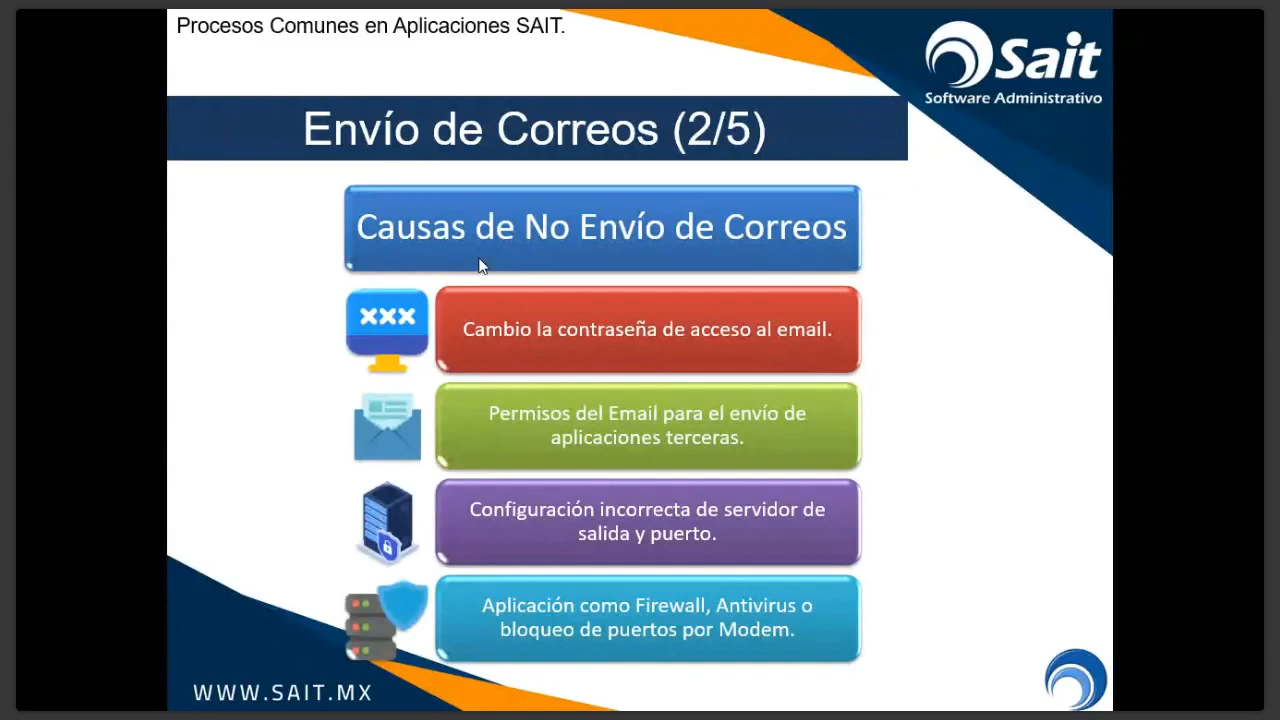 Procesos Comunes en Aplicaciones SAIT.
Sait
Software Administrativo
Envío de Correos (2/5)
Causas de No Envío de Correos
xxx
Cambio la contraseña de acceso al email.
Permisos del Email para el envío de
aplicaciones terceras.
Configuración incorrecta de servidor de
salida y puerto.
Aplicación como Firewall, Antivirus o
bloqueo de puertos por Modem.
WWW.SAIT.MX